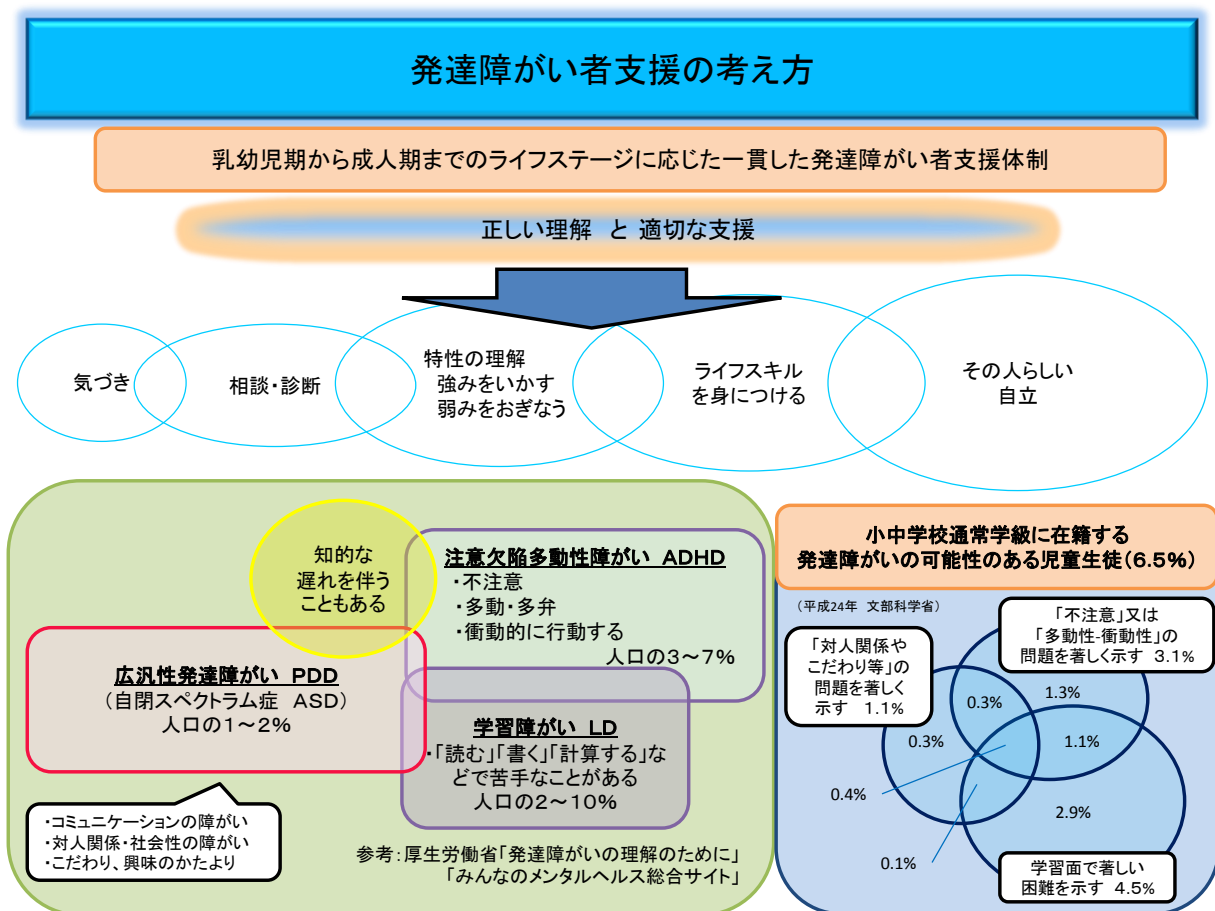 発達障がい者支援の考え方
乳幼児期から成人期までのライフステージに応じた一貫した発達障がい者支援体制
正しい理解 と 適切な支援
気づき
相談・診断
特性の理解
強みをいかす
弱みをおぎなう
ライフスキル
を身につける
その人らしい
自立
知的な
遅れを伴う
こともある
注意欠陥多動性障がい ADHD
・不注意
・多動・多弁
・衝動的に行動する
人口の3~7%
広汎性発達障がい PDD
(自閉スペクトラム症 ASD)
人口の1~2%
学習障がい LD
・「読む」「書く」「計算する」な
どで苦手なことがある
人口の2~10%
・コミュニケーションの障がい
・対人関係・社会性の障がい
・こだわり、興味のかたより
参考:厚生労働省「発達障がいの理解のために」
「みんなのメンタルヘルス総合サイト」
小中学校通常学級に在籍する
発達障がいの可能性のある児童生徒(6.5%)
(平成24年 文部科学省)
「不注意」又は
「多動性-衝動性」の
問題を著しく示す 3.1%
「対人関係や
こだわり等」の
問題を著しく
示す 1.1%
1.3%
0.3%
0.3%
1.1%
0.4%
2.9%
0.1%
学習面で著しい
困難を示す 4.5%